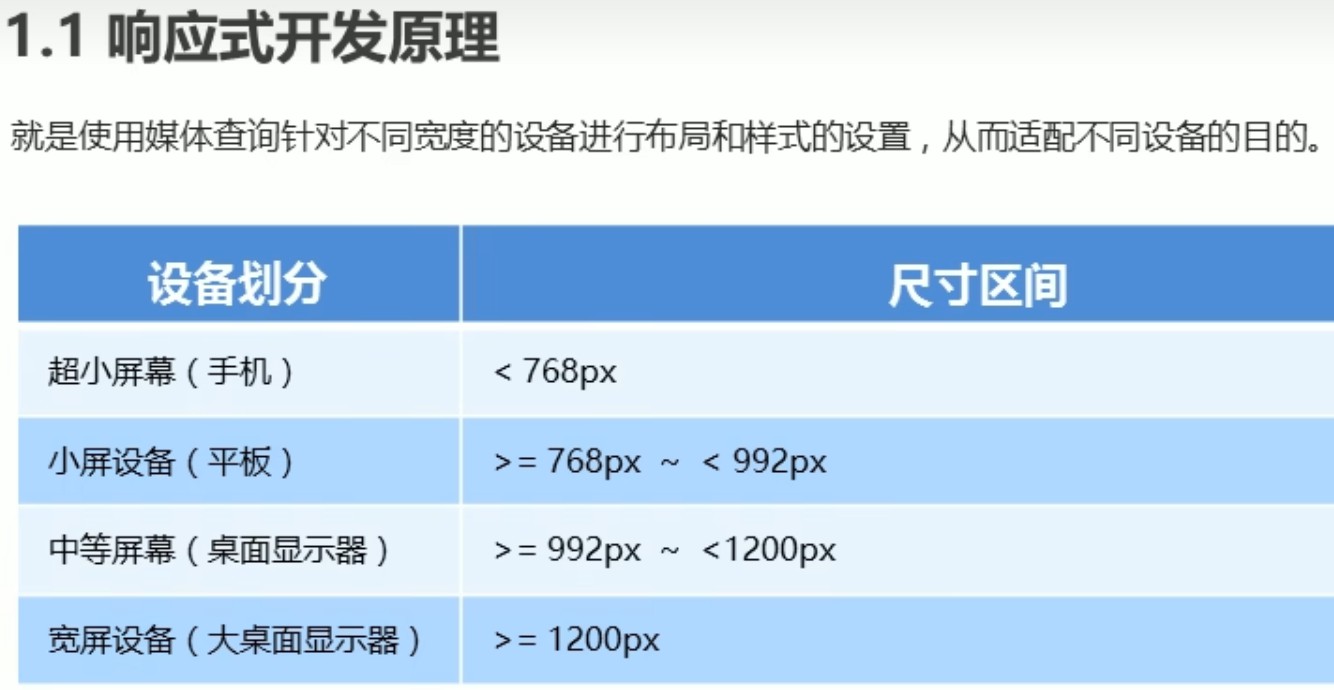 1.1 响应式开发原理
就是使用媒体查询针对不同宽度的设备进行布局和样式的设置，从而适配不同设备的目的。
设备划分 尺寸区间
超小屏幕（手机） < 768px
小屏设备（平板） >= 768px ~ < 992px
中等屏幕（桌面显示器） >= 992px ~ <1200px
宽屏设备（大桌面显示器） >= 1200px